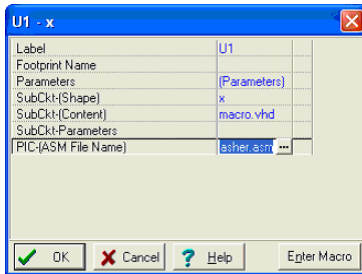 U1 - x
Label U1
Footprint Name
Parameters (Parameters)
SubCkt-(Shape) x
SubCkt-(Content) macro.vhd
SubCkt-Parameters
PIC-(ASM File Name) asher.asm ...
OK Cancel ? Help Enter Macro